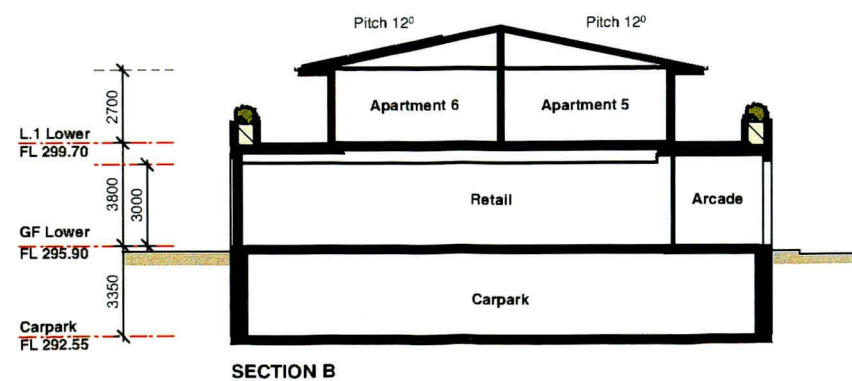 Pitch 12⁰ Pitch 12⁰
2700
Apartment 6 Apartment 5
L.1 Lower
FL 299.70
3800
3000
Retail Arcade
GF Lower
FL 295.90
3350
Carpark
Carpark
FL 292.55
SECTION B